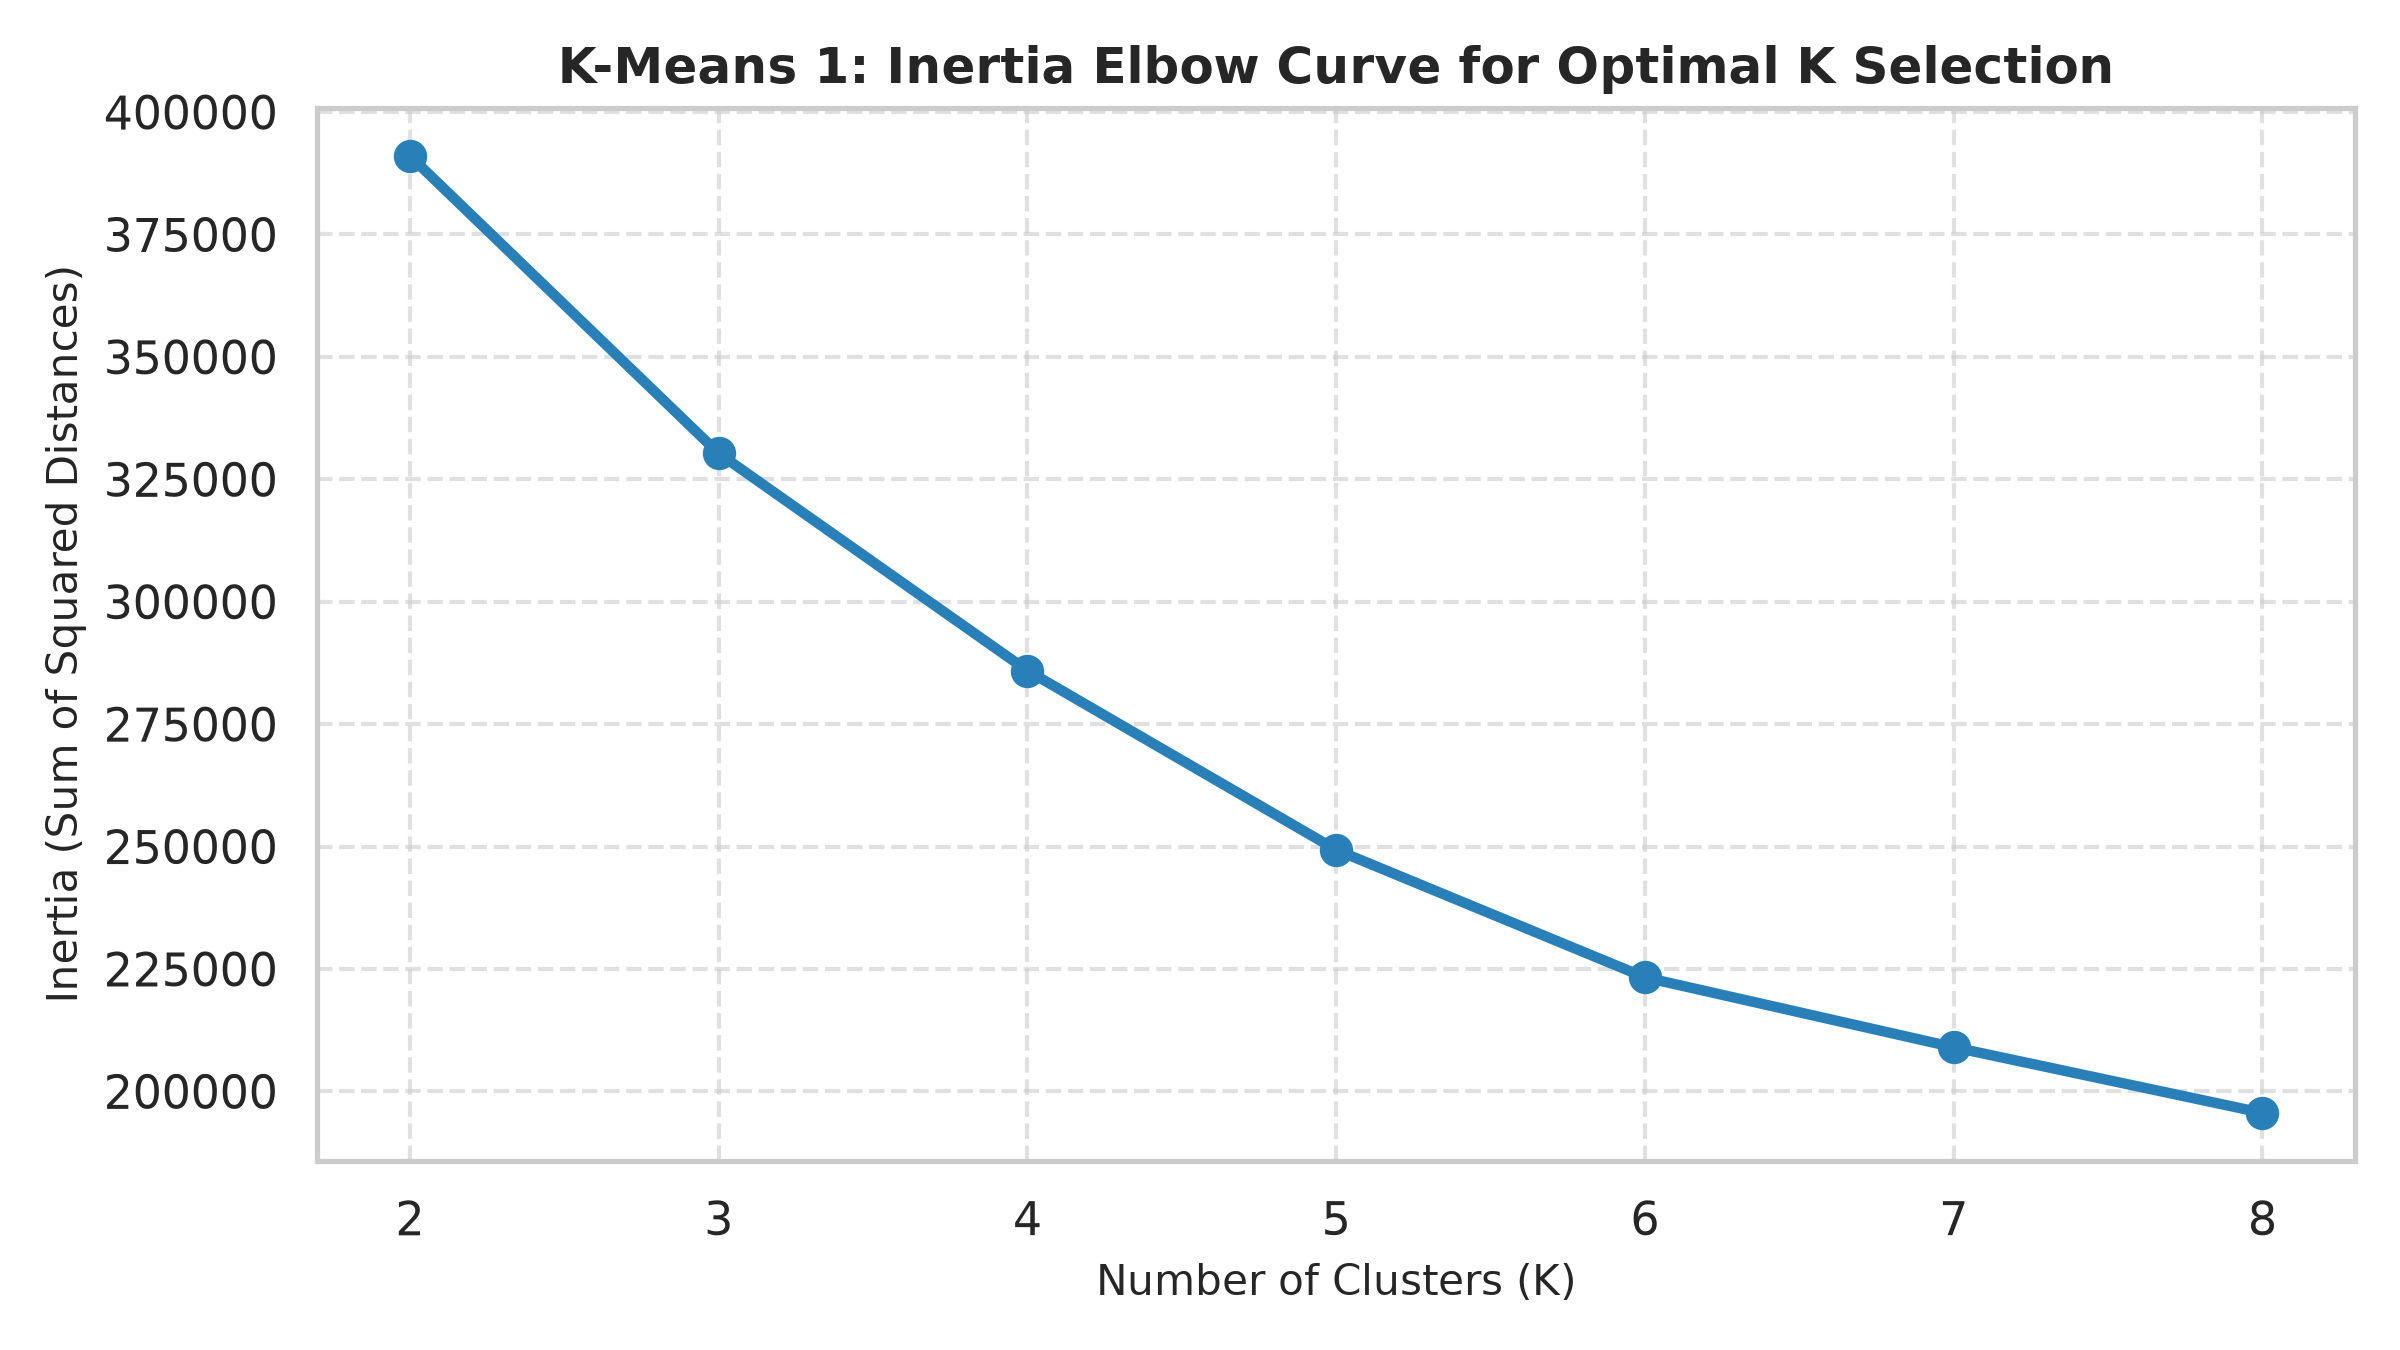 K-Means 1: Inertia Elbow Curve for Optimal K Selection
400000
375000
350000
325000
300000
275000
250000
225000
200000
Inertia (Sum of Squared Distances)
2 3 4 5 6 7 8
Number of Clusters (K)